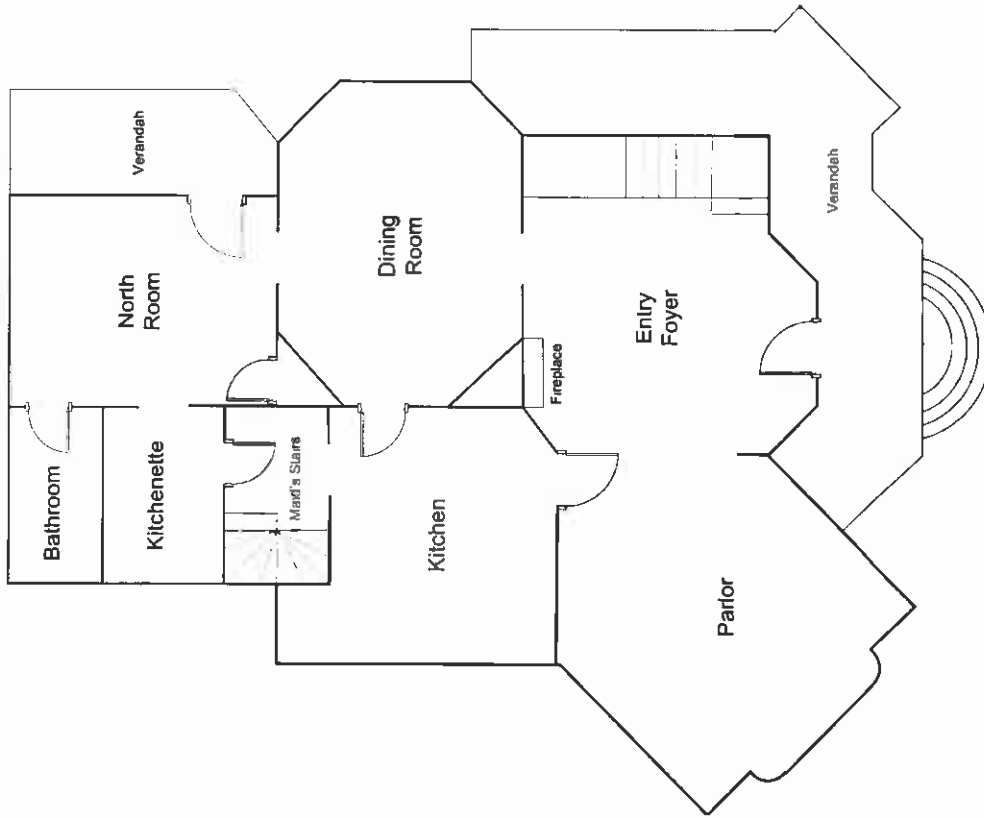 Verandah
North
Room
Bathroom
Kitchenette
Maid's Stairs
Dining
Room
Kitchen
Fireplace
Entry
Foyer
Verandah
Parlor